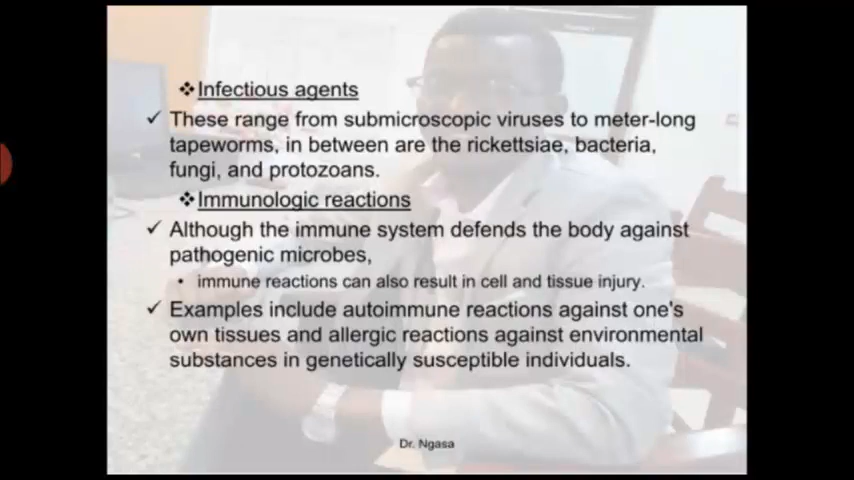 ❖Infectious agents
✓ These range from submicroscopic viruses to meter-long
tapeworms, in between are the rickettsiae, bacteria,
fungi, and protozoans.
❖Immunologic reactions
✓ Although the immune system defends the body against
pathogenic microbes,
• immune reactions can also result in cell and tissue injury.
✓ Examples include autoimmune reactions against one's
own tissues and allergic reactions against environmental
substances in genetically susceptible individuals.
Dr. Ngasa